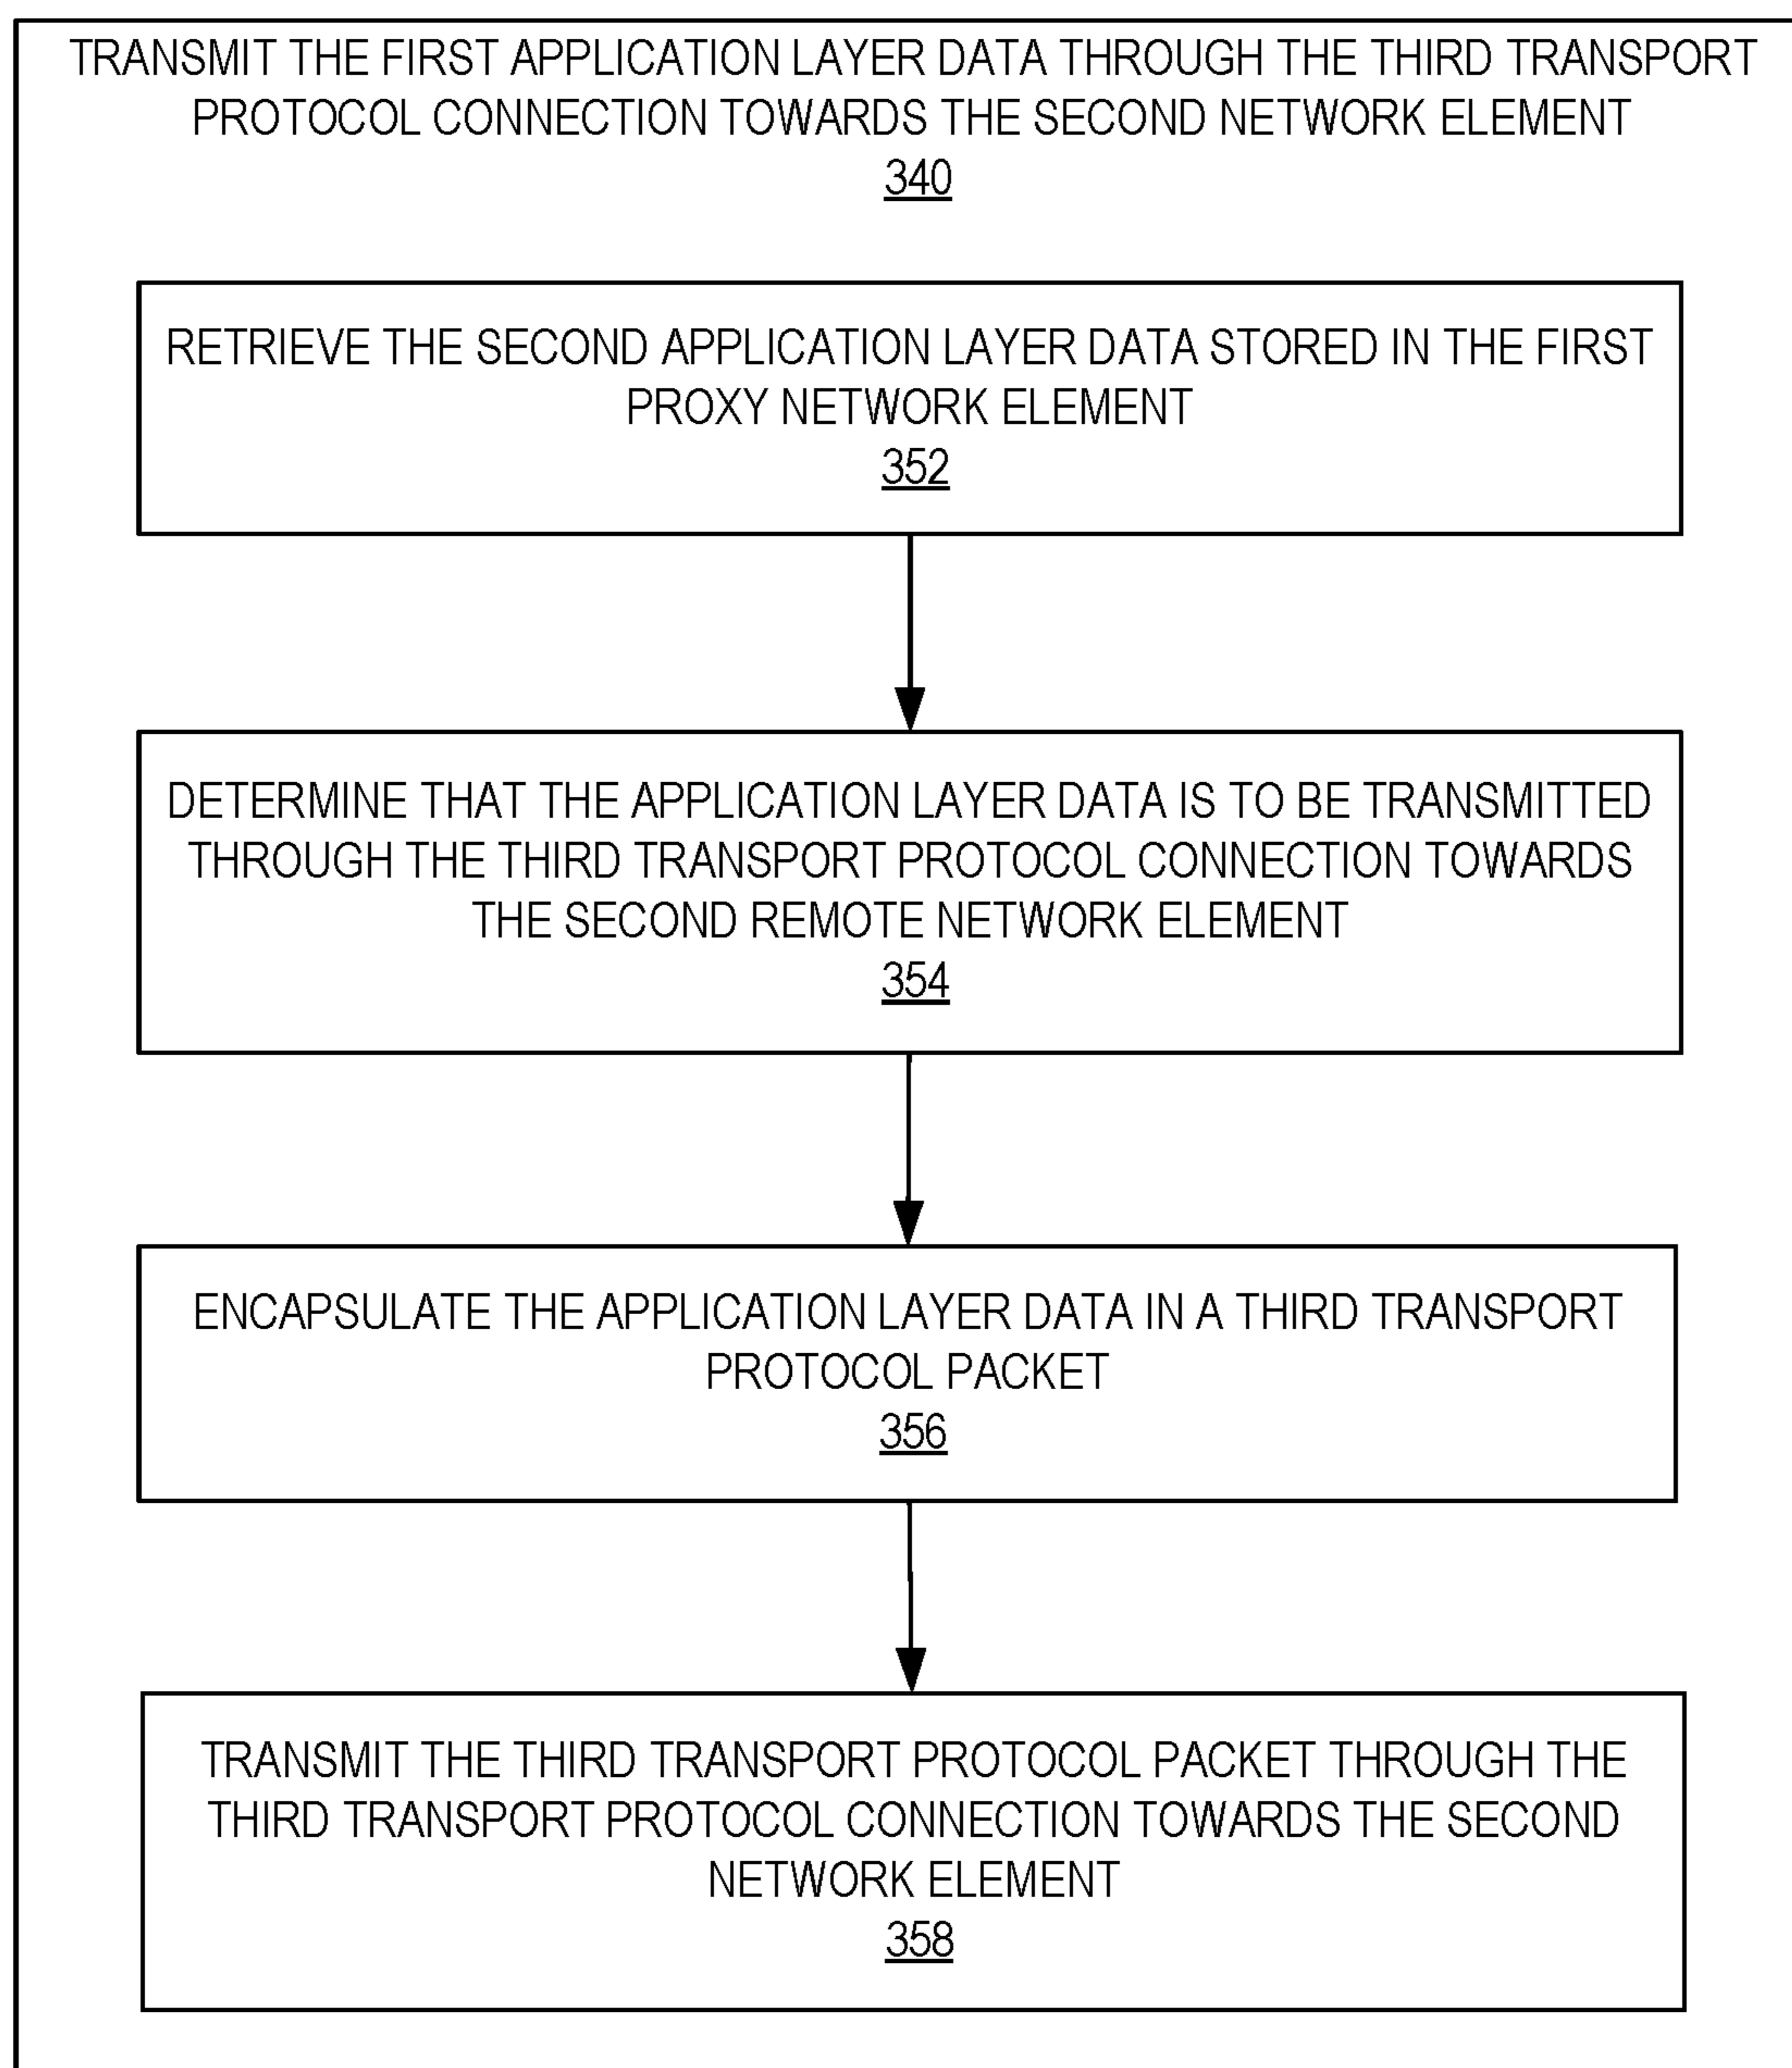 TRANSMIT THE FIRST APPLICATION LAYER DATA THROUGH THE THIRD TRANSPORT
PROTOCOL CONNECTION TOWARDS THE SECOND NETWORK ELEMENT
340
RETRIEVE THE SECOND APPLICATION LAYER DATA STORED IN THE FIRST
PROXY NETWORK ELEMENT
352
DETERMINE THAT THE APPLICATION LAYER DATA IS TO BE TRANSMITTED
THROUGH THE THIRD TRANSPORT PROTOCOL CONNECTION TOWARDS
THE SECOND REMOTE NETWORK ELEMENT
354
ENCAPSULATE THE APPLICATION LAYER DATA IN A THIRD TRANSPORT
PROTOCOL PACKET
356
TRANSMIT THE THIRD TRANSPORT PROTOCOL PACKET THROUGH THE
THIRD TRANSPORT PROTOCOL CONNECTION TOWARDS THE SECOND
NETWORK ELEMENT
358